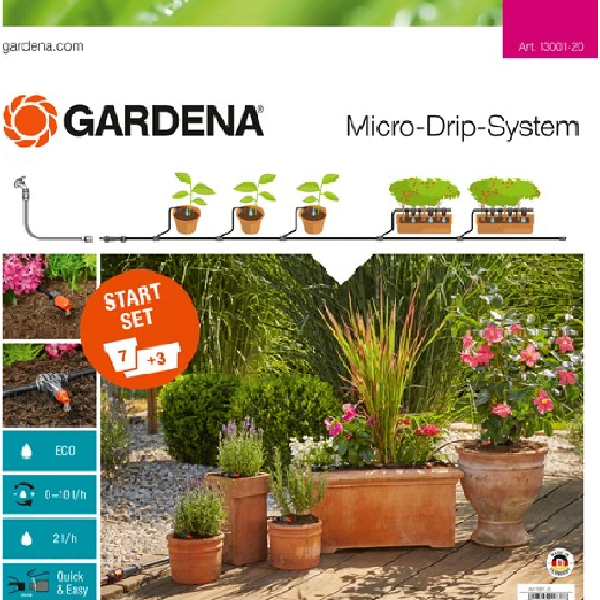 gardena.com
Art. 13001-20
GARDENA®
Micro-Drip-System
START
SET
7 +3
ECO
0–10 l/h
2 l/h
Quick
& Easy